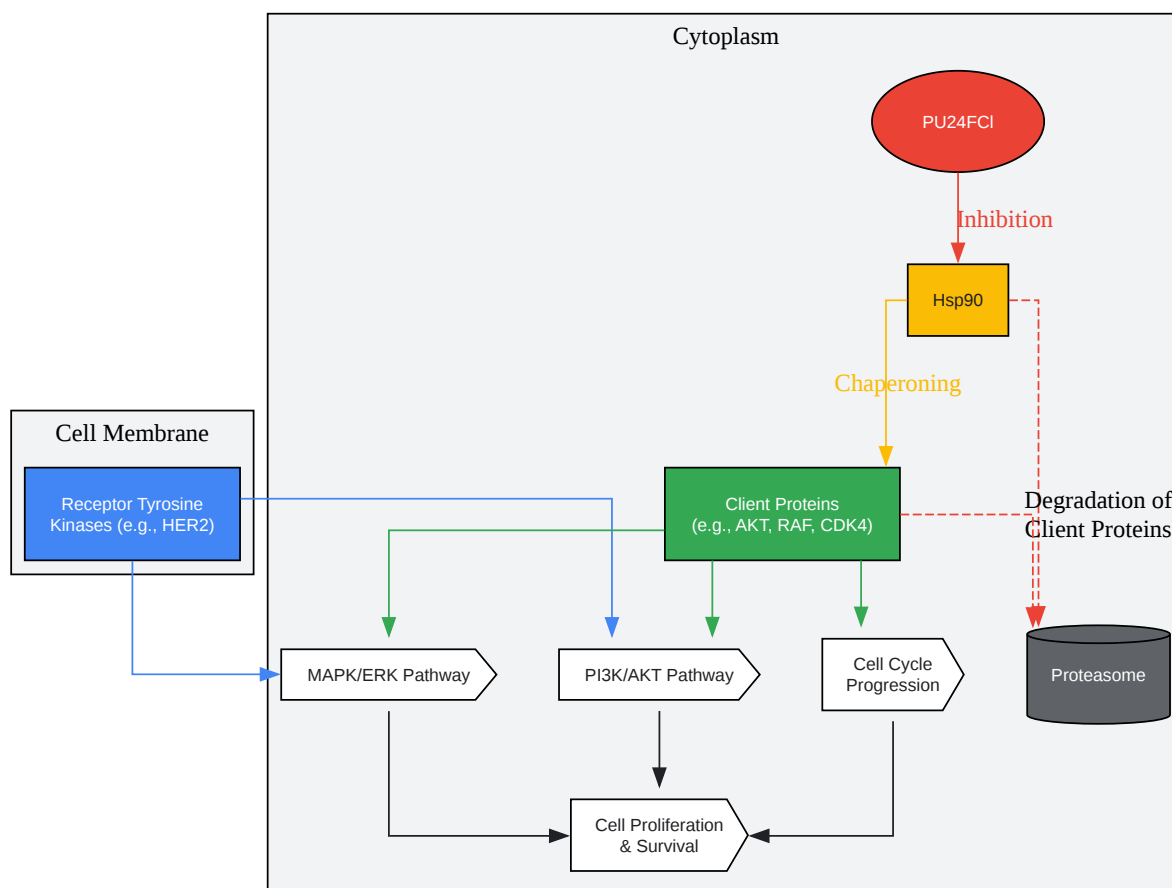 Cytoplasm
PU24FCl
Inhibition
Hsp90
Chaperoning
Cell Membrane
Receptor Tyrosine
Kinases (e.g., HER2)
Client Proteins
(e.g., AKT, RAF, CDK4)
Degradation of
Client Proteins
MAPK/ERK Pathway
PI3K/AKT Pathway
Cell Cycle
Progression
Proteasome
Cell Proliferation
& Survival